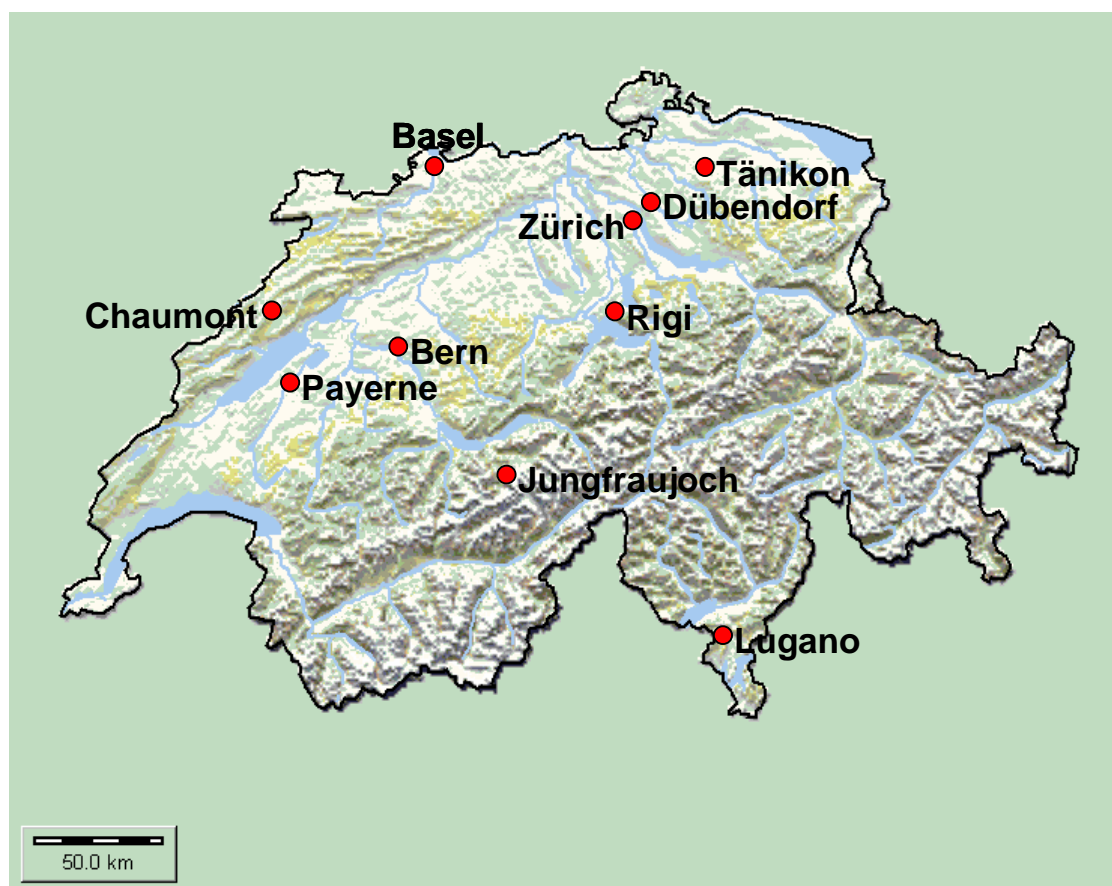 Basel
Tänikon
Dübendorf
Zürich
Chaumont
Rigi
Bern
Payerne
Jungfraujoch
Lugano
50.0 km